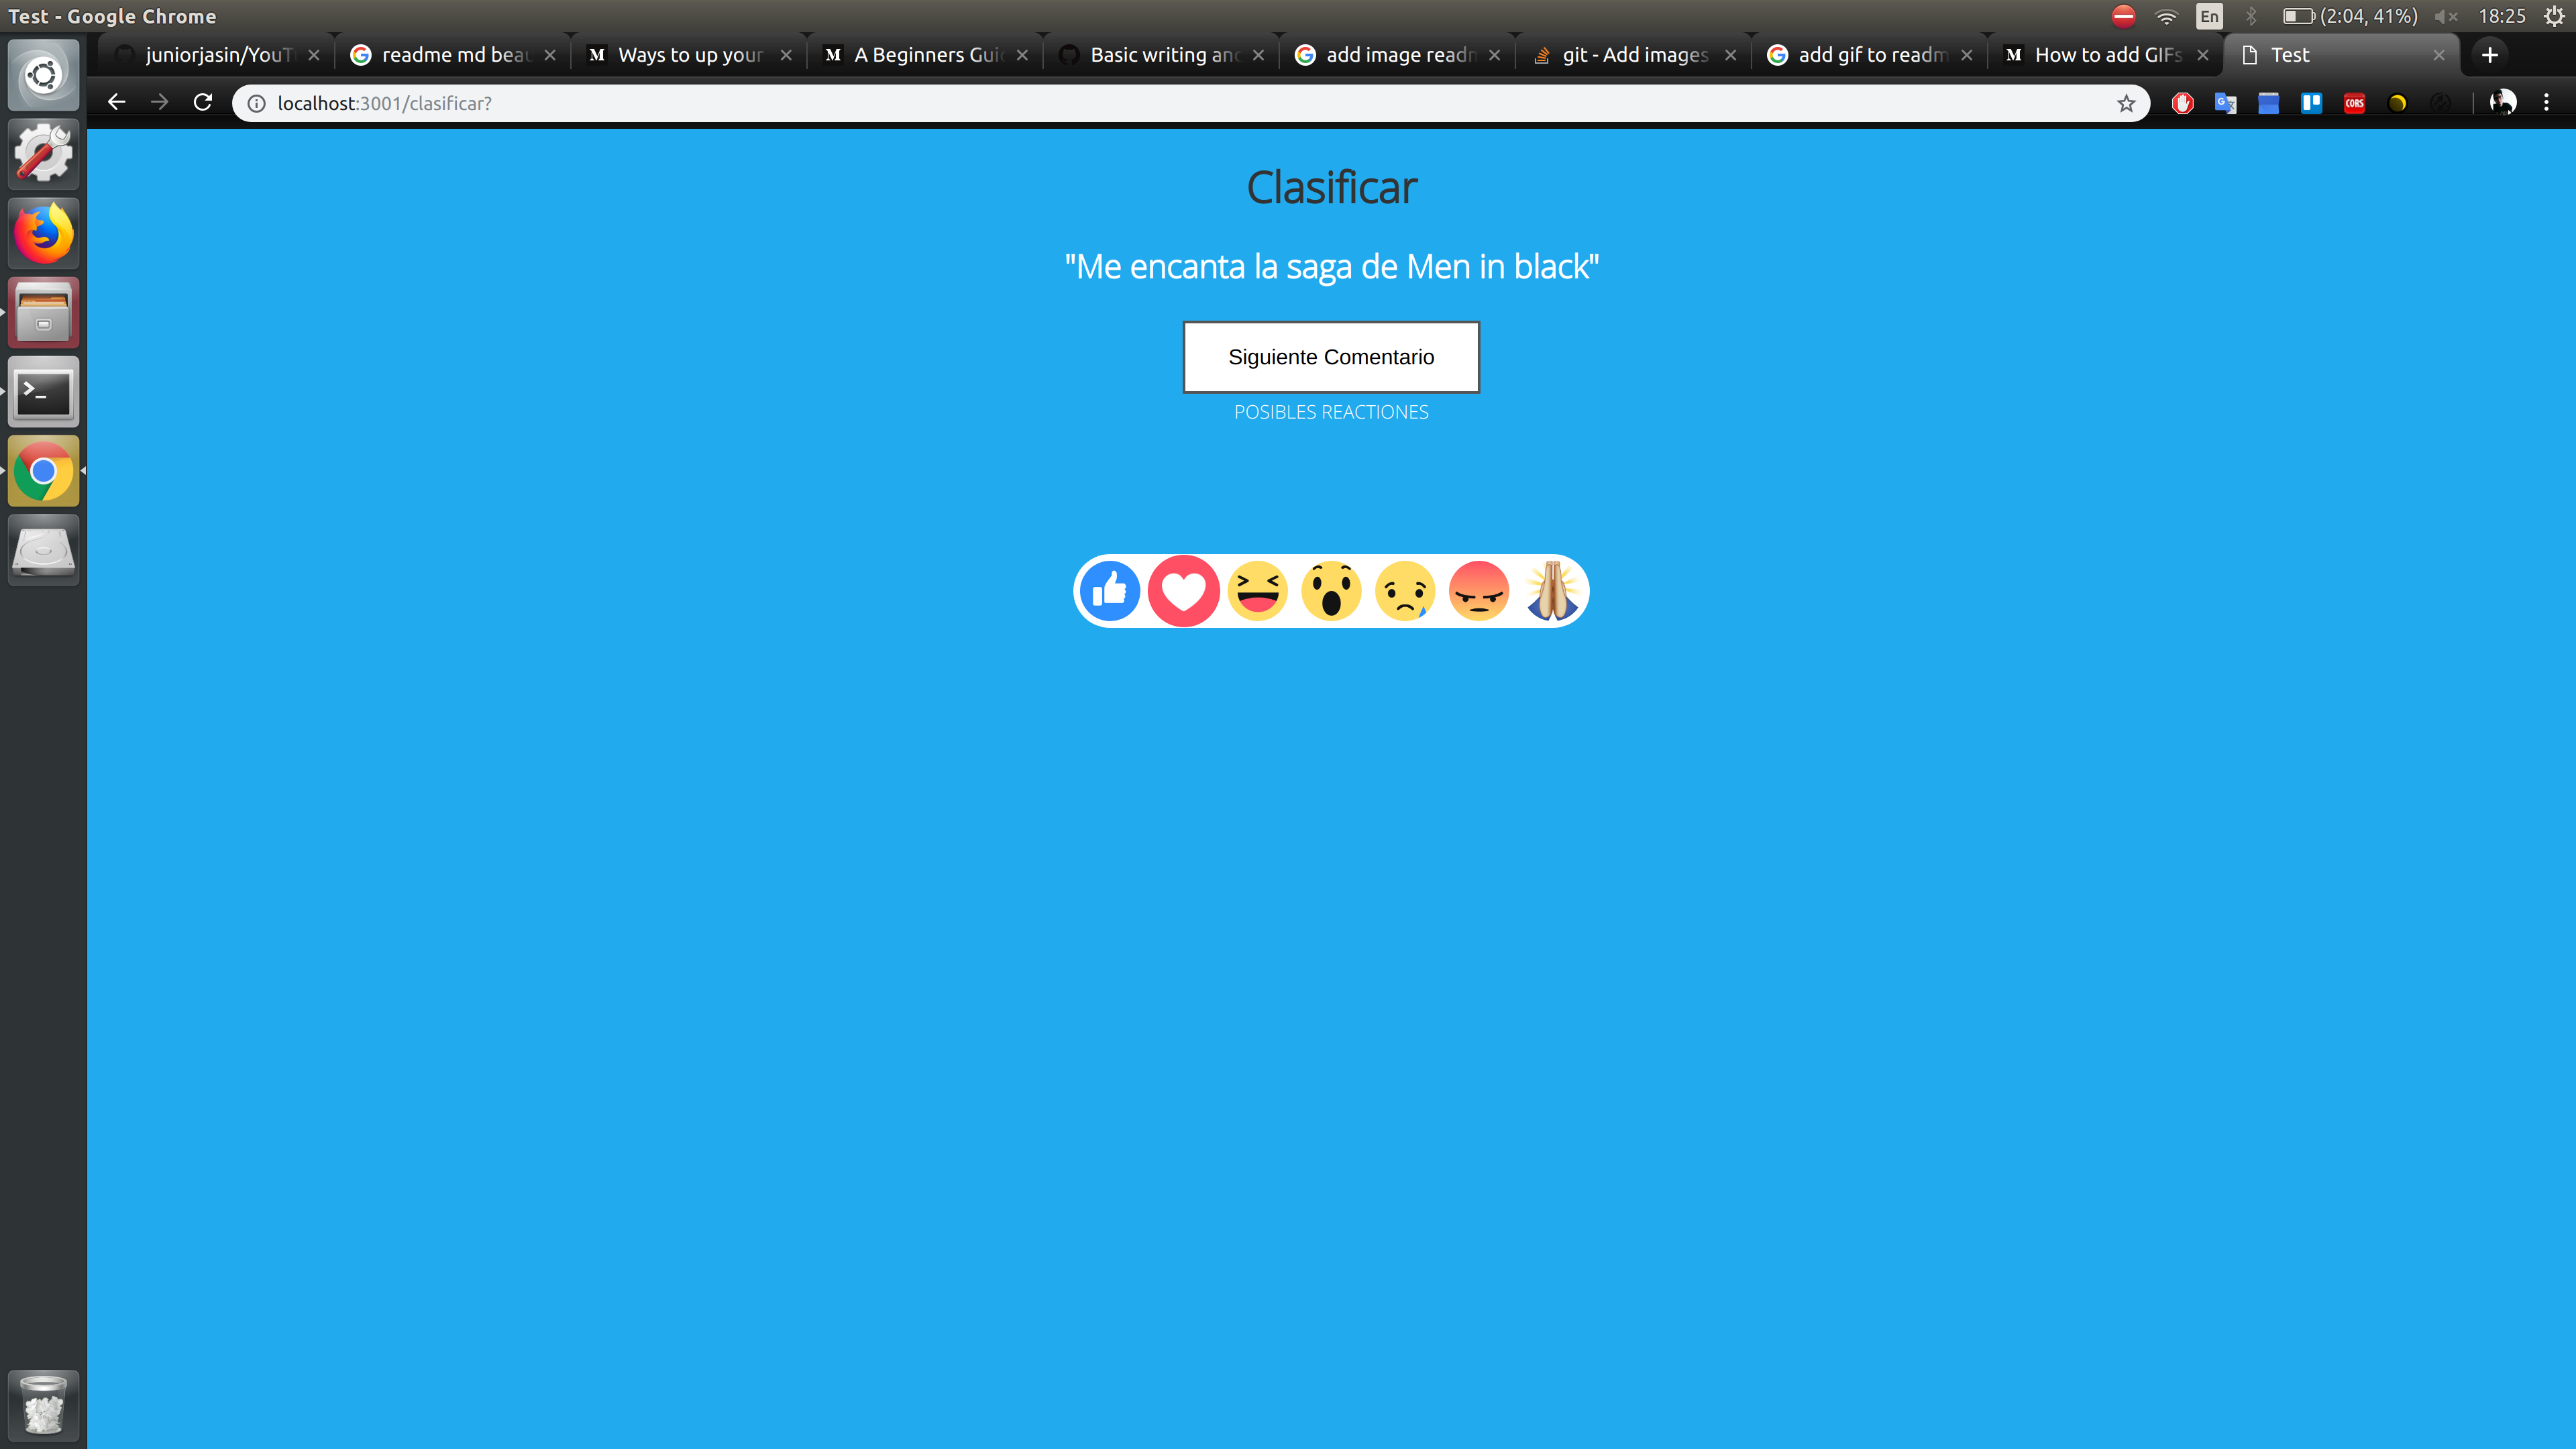 Test - Google Chrome
En
(2:04, 41%)
18:25
juniorjasin/YouT
readme md beau
Ways to up your
A Beginners Gui
Basic writing an
add image readm
git - Add images
add gif to readm
How to add GIFs
Test
localhost:3001/clasificar?
CORS
Clasificar
"Me encanta la saga de Men in black"
Siguiente Comentario
POSIBLES REACTIONES